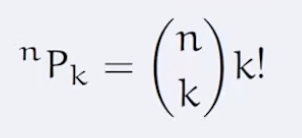 ⁿPₖ = (n k) k!